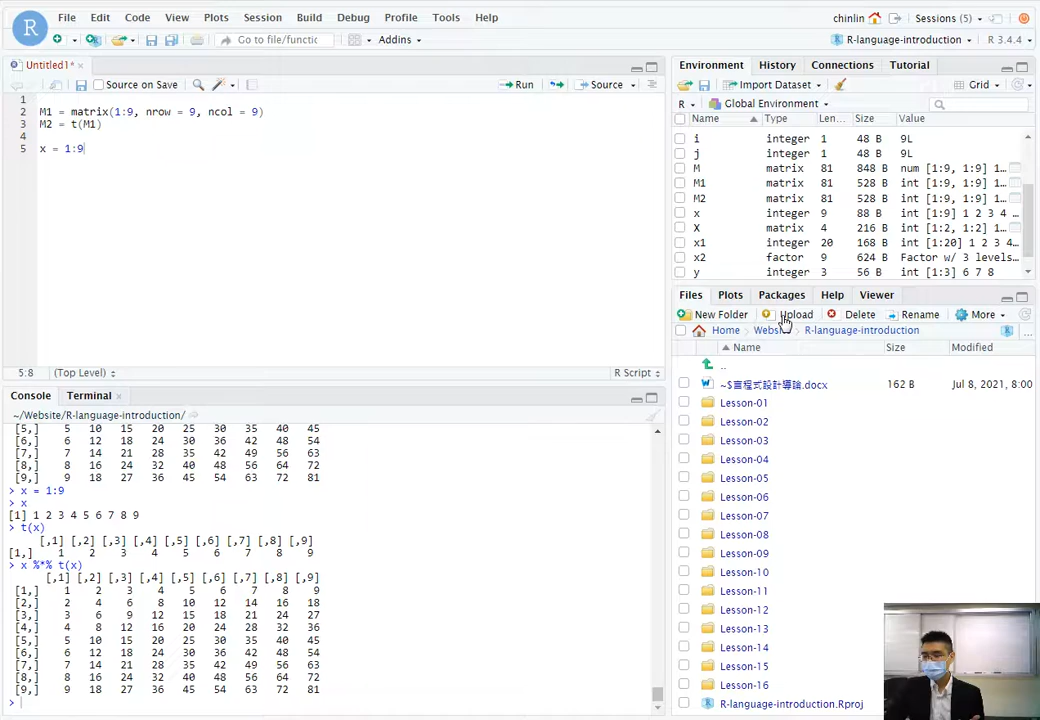 File Edit Code View Plots Session Build Debug Profile Tools Help
chinlin Sessions (5)
Go to file/functic Addins R-language-introduction R 3.4.4
Untitled1*
Source on Save Run Source
1
2 M1 = matrix(1:9, nrow = 9, ncol = 9)
3 M2 = t(M1)
4
5 x = 1:9
5:8 (Top Level) R Script
Console Terminal
~/Website/R-language-introduction/
[5,] 5 10 15 20 25 30 35 40 45
[6,] 6 12 18 24 30 36 42 48 54
[7,] 7 14 21 28 35 42 49 56 63
[8,] 8 16 24 32 40 48 56 64 72
[9,] 9 18 27 36 45 54 63 72 81
> x = 1:9
> x
[1] 1 2 3 4 5 6 7 8 9
> t(x)
[,1] [,2] [,3] [,4] [,5] [,6] [,7] [,8] [,9]
[1,] 1 2 3 4 5 6 7 8 9
> x %*% t(x)
[,1] [,2] [,3] [,4] [,5] [,6] [,7] [,8] [,9]
[1,] 1 2 3 4 5 6 7 8 9
[2,] 2 4 6 8 10 12 14 16 18
[3,] 3 6 9 12 15 18 21 24 27
[4,] 4 8 12 16 20 24 28 32 36
[5,] 5 10 15 20 25 30 35 40 45
[6,] 6 12 18 24 30 36 42 48 54
[7,] 7 14 21 28 35 42 49 56 63
[8,] 8 16 24 32 40 48 56 64 72
[9,] 9 18 27 36 45 54 63 72 81
>
Environment History Connections Tutorial
Import Dataset Grid
R Global Environment
Name Type Len... Size Value
i integer 1 48 B 9L
j integer 1 48 B 9L
M matrix 81 848 B num [1:9, 1:9] 1...
M1 matrix 81 528 B int [1:9, 1:9] 1...
M2 matrix 81 528 B int [1:9, 1:9] 1...
x integer 9 88 B int [1:9] 1 2 3 4 ...
X matrix 4 216 B int [1:2, 1:2] 1...
x1 integer 20 168 B int [1:20] 1 2 3 4...
x2 factor 9 624 B Factor w/ 3 levels...
y integer 3 56 B int [1:3] 6 7 8
Files Plots Packages Help Viewer
New Folder Upload Delete Rename More
Home R-language-introduction ...
Name Size Modified
..
~$語程式設計導論.docx 162 B Jul 8, 2021, 8:00
Lesson-01
Lesson-02
Lesson-03
Lesson-04
Lesson-05
Lesson-06
Lesson-07
Lesson-08
Lesson-09
Lesson-10
Lesson-11
Lesson-12
Lesson-13
Lesson-14
Lesson-15
Lesson-16
R-language-introduction.Rproj